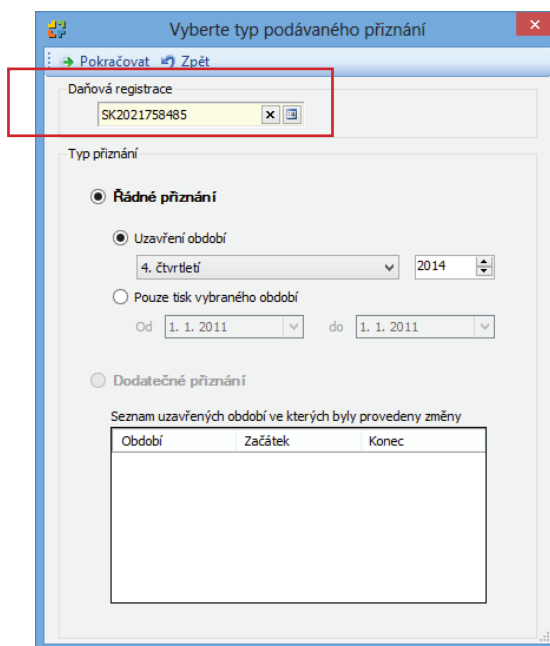 Vyberte typ podávaného přiznání
Pokračovat Zpět
Daňová registrace
SK2021758485
Typ přiznání
Řádné přiznání
Uzavření období
4. čtvrtletí 2014
Pouze tisk vybraného období
Od 1. 1. 2011 do 1. 1. 2011
Dodatečné přiznání
Seznam uzavřených období ve kterých byly provedeny změny
Období Začátek Konec